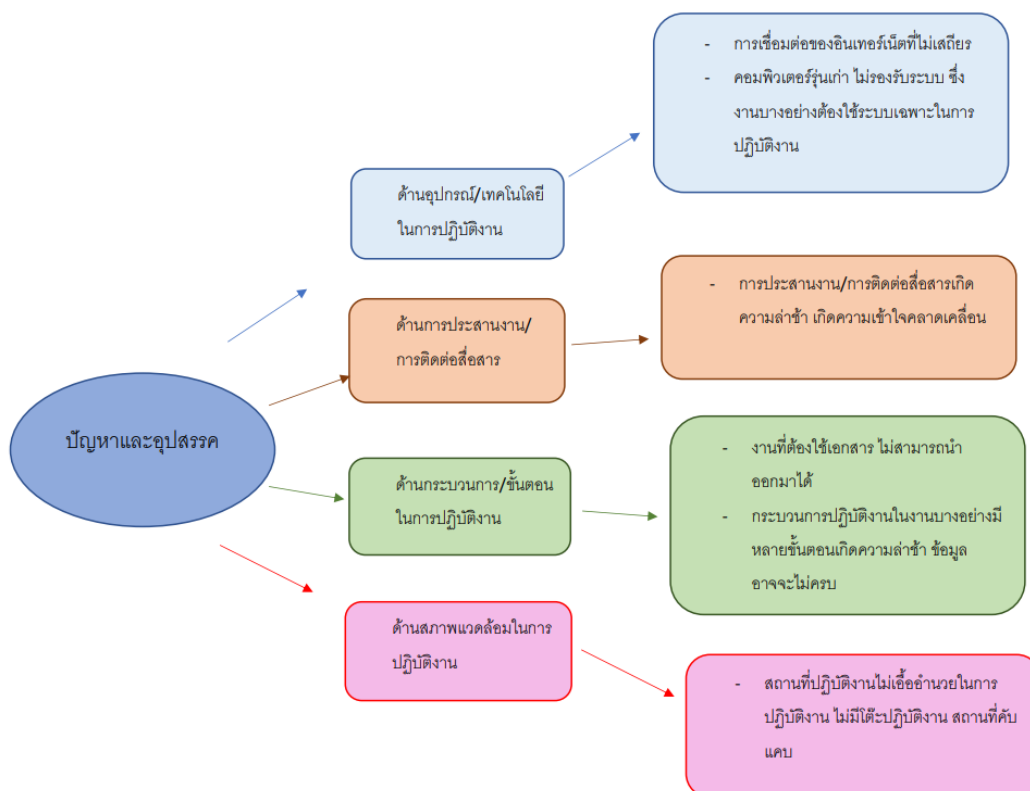 ปัญหาและอุปสรรค
ด้านอุปกรณ์/เทคโนโลยี
ในการปฏิบัติงาน
- การเชื่อมต่อของอินเทอร์เน็ตที่ไม่เสถียร
- คอมพิวเตอร์รุ่นเก่า ไม่รองรับระบบ ซึ่ง
งานบางอย่างต้องใช้ระบบเฉพาะในการ
ปฏิบัติงาน
ด้านการประสานงาน/
การติดต่อสื่อสาร
- การประสานงาน/การติดต่อสื่อสารเกิด
ความล่าช้า เกิดความเข้าใจคลาดเคลื่อน
ด้านกระบวนการ/ขั้นตอน
ในการปฏิบัติงาน
- งานที่ต้องใช้เอกสาร ไม่สามารถนำ
ออกมาได้
- กระบวนการปฏิบัติงานในงานบางอย่างมี
หลายขั้นตอนเกิดความล่าช้า ข้อมูล
อาจจะไม่ครบ
ด้านสภาพแวดล้อมในการ
ปฏิบัติงาน
- สถานที่ปฏิบัติงานไม่เอื้ออำนวยในการ
ปฏิบัติงาน ไม่มีโต๊ะปฏิบัติงาน สถานที่คับ
แคบ